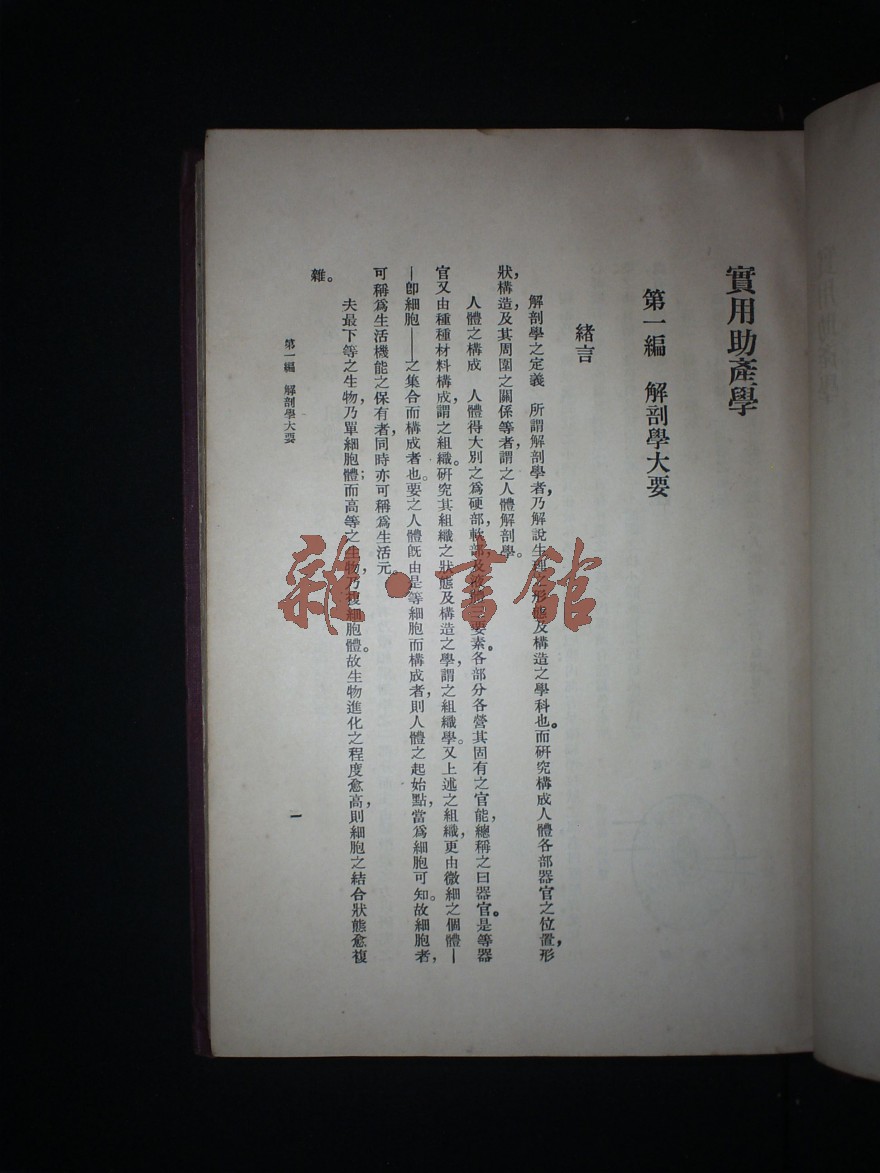 實用助產學
第一編　解剖學大要
緒言
解剖學之定義　所謂解剖學者，乃解說生理之形態及構造之學科也。而研究構成人體各部器官之位置，形
狀，構造及其周圍之關係等者，謂之人體解剖學。
人體之構成　人體得大別之爲硬部，軟部，及液體要素。各部分各營其固有之官能，總稱之曰器官。是等器
官又由種種材料構成，謂之組織。研究其組織之狀態及構造之學，謂之組織學。又上述之組織，更由微細之個體—
—卽細胞——之集合而構成者也。要之人體旣由是等細胞而構成者，則人體之起始點，當爲細胞可知。故細胞者，
可稱爲生活機能之保有者，同時亦可稱爲生活元。
夫最下等之生物，乃單細胞體；而高等之生物，乃複細胞體。故生物進化之程度愈高，則細胞之結合狀態愈複
雜。
第一編　解剖學大要
一
雜·書館